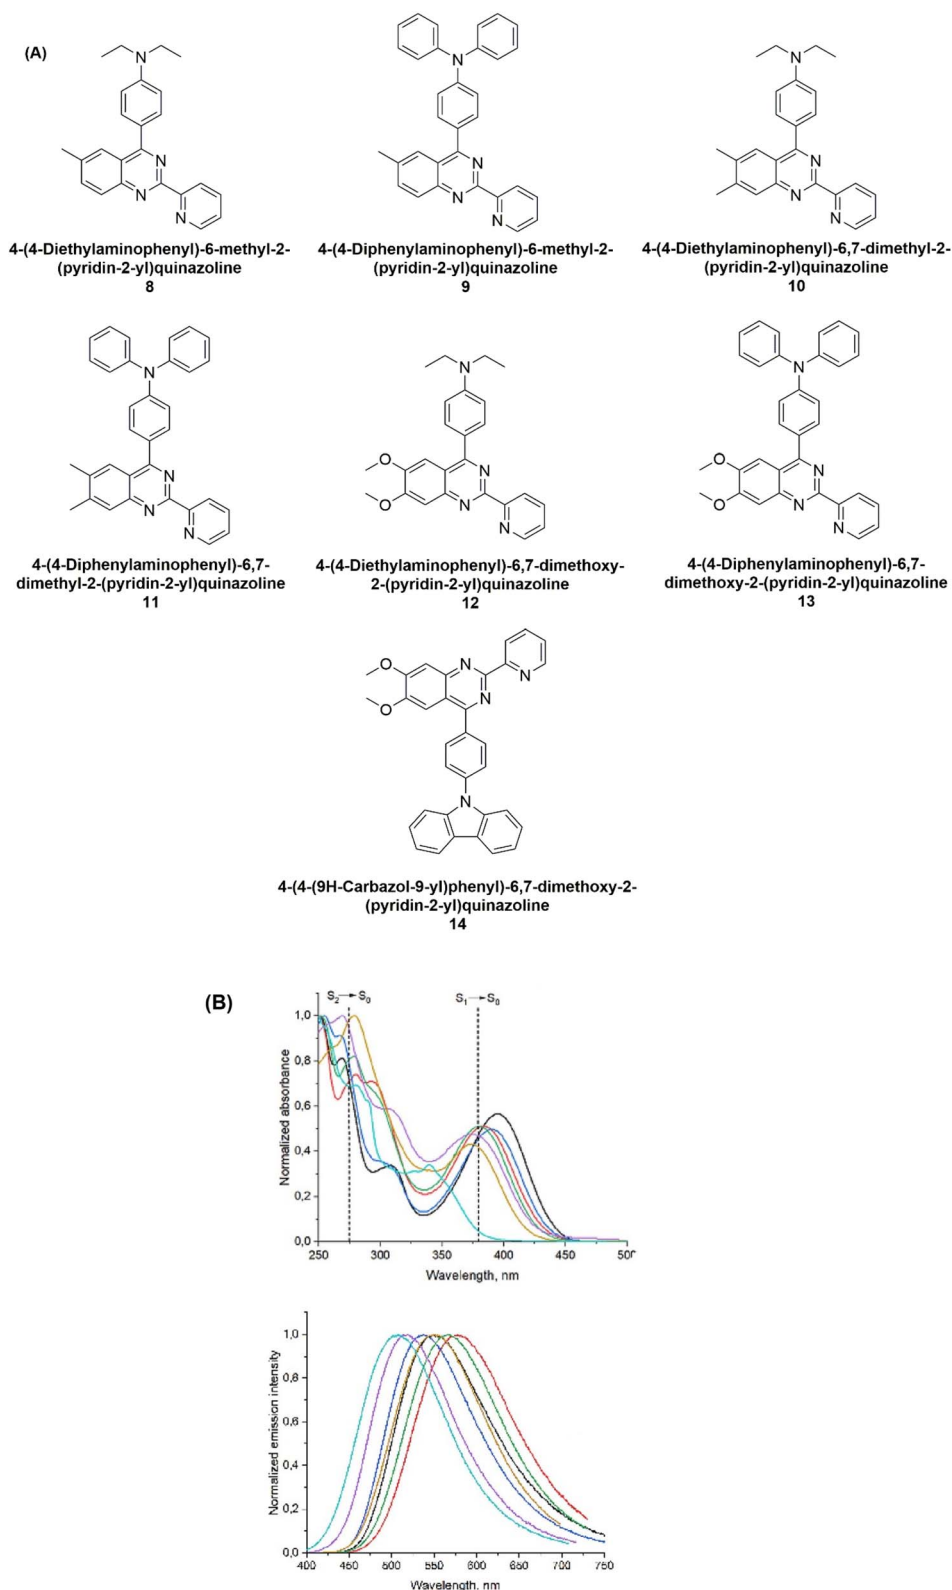 (A)
N
N
N
N
4-(4-Diethylaminophenyl)-6-methyl-2-
(pyridin-2-yl)quinazoline
8
N
N
N
N
4-(4-Diphenylaminophenyl)-6-methyl-2-
(pyridin-2-yl)quinazoline
9
N
N
N
N
4-(4-Diethylaminophenyl)-6,7-dimethyl-2-
(pyridin-2-yl)quinazoline
10
N
N
N
N
4-(4-Diphenylaminophenyl)-6,7-
dimethyl-2-(pyridin-2-yl)quinazoline
11
N
O
N
O
N
N
4-(4-Diethylaminophenyl)-6,7-dimethoxy-
2-(pyridin-2-yl)quinazoline
12
N
O
N
O
N
N
4-(4-Diphenylaminophenyl)-6,7-
dimethoxy-2-(pyridin-2-yl)quinazoline
13
O
N
N
O
N
N
4-(4-(9H-Carbazol-9-yl)phenyl)-6,7-dimethoxy-2-
(pyridin-2-yl)quinazoline
14
(B)
S2→S0
S1→S0
1,0
0,8
0,6
0,4
0,2
0,0
Normalized absorbance
250 300 350 400 450 500
Wavelength, nm
1,0
0,8
0,6
0,4
0,2
0,0
Normalized emission intensity
400 450 500 550 600 650 700 750
Wavelength, nm